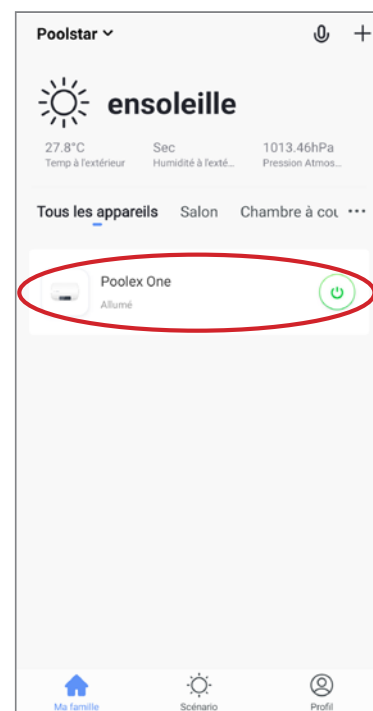 Poolstar
ensoleille
27.8°C Sec 1013.46hPa
Temp à l'extérieur Humidité à l'exté... Pression Atmos...
Tous les appareils Salon Chambre à cou ...
Poolex One
Allumé
Ma famille Scénario Profil